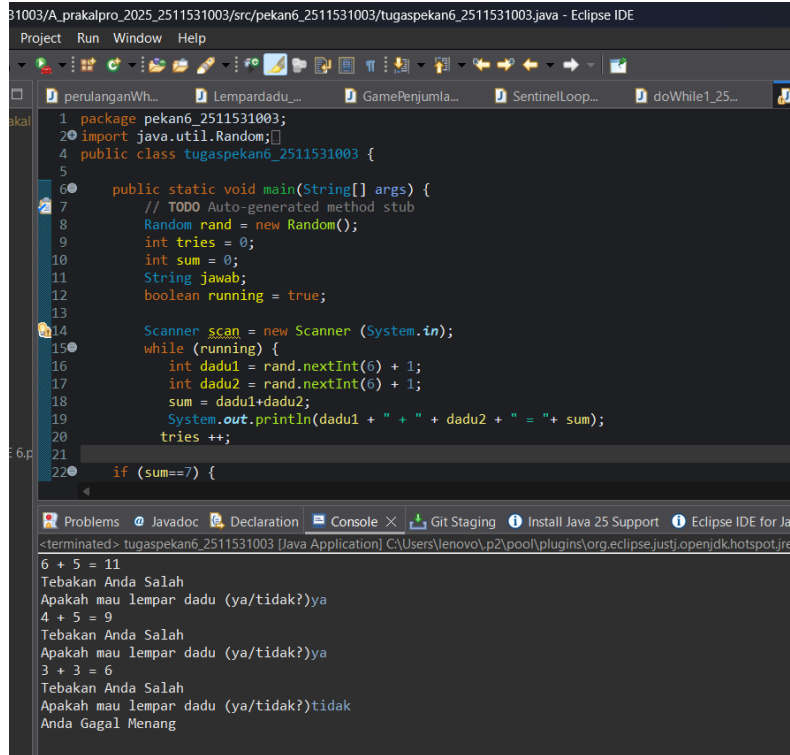 31003/A_prakalpro_2025_2511531003/src/pekan6_2511531003/tugaspekan6_2511531003.java - Eclipse IDE
Project Run Window Help
perulanganWh... Lempardadu_... GamePenjumla... SentinelLoop... doWhile1_25...
akal
1 package pekan6_2511531003;
2 import java.util.Random;
4 public class tugaspekan6_2511531003 {
5
6 public static void main(String[] args) {
7 // TODO Auto-generated method stub
8 Random rand = new Random();
9 int tries = 0;
10 int sum = 0;
11 String jawab;
12 boolean running = true;
13
14 Scanner scan = new Scanner (System.in);
15 while (running) {
16 int dadu1 = rand.nextInt(6) + 1;
17 int dadu2 = rand.nextInt(6) + 1;
18 sum = dadu1+dadu2;
19 System.out.println(dadu1 + " + " + dadu2 + " = "+ sum);
20 tries ++;
E 6.p 21
22 if (sum==7) {
Problems Javadoc Declaration Console Git Staging Install Java 25 Support Eclipse IDE for Ja
<terminated> tugaspekan6_2511531003 [Java Application] C:\Users\lenovo\.p2\pool\plugins\org.eclipse.justj.openjdk.hotspot.jre
6 + 5 = 11
Tebakan Anda Salah
Apakah mau lempar dadu (ya/tidak?)ya
4 + 5 = 9
Tebakan Anda Salah
Apakah mau lempar dadu (ya/tidak?)ya
3 + 3 = 6
Tebakan Anda Salah
Apakah mau lempar dadu (ya/tidak?)tidak
Anda Gagal Menang